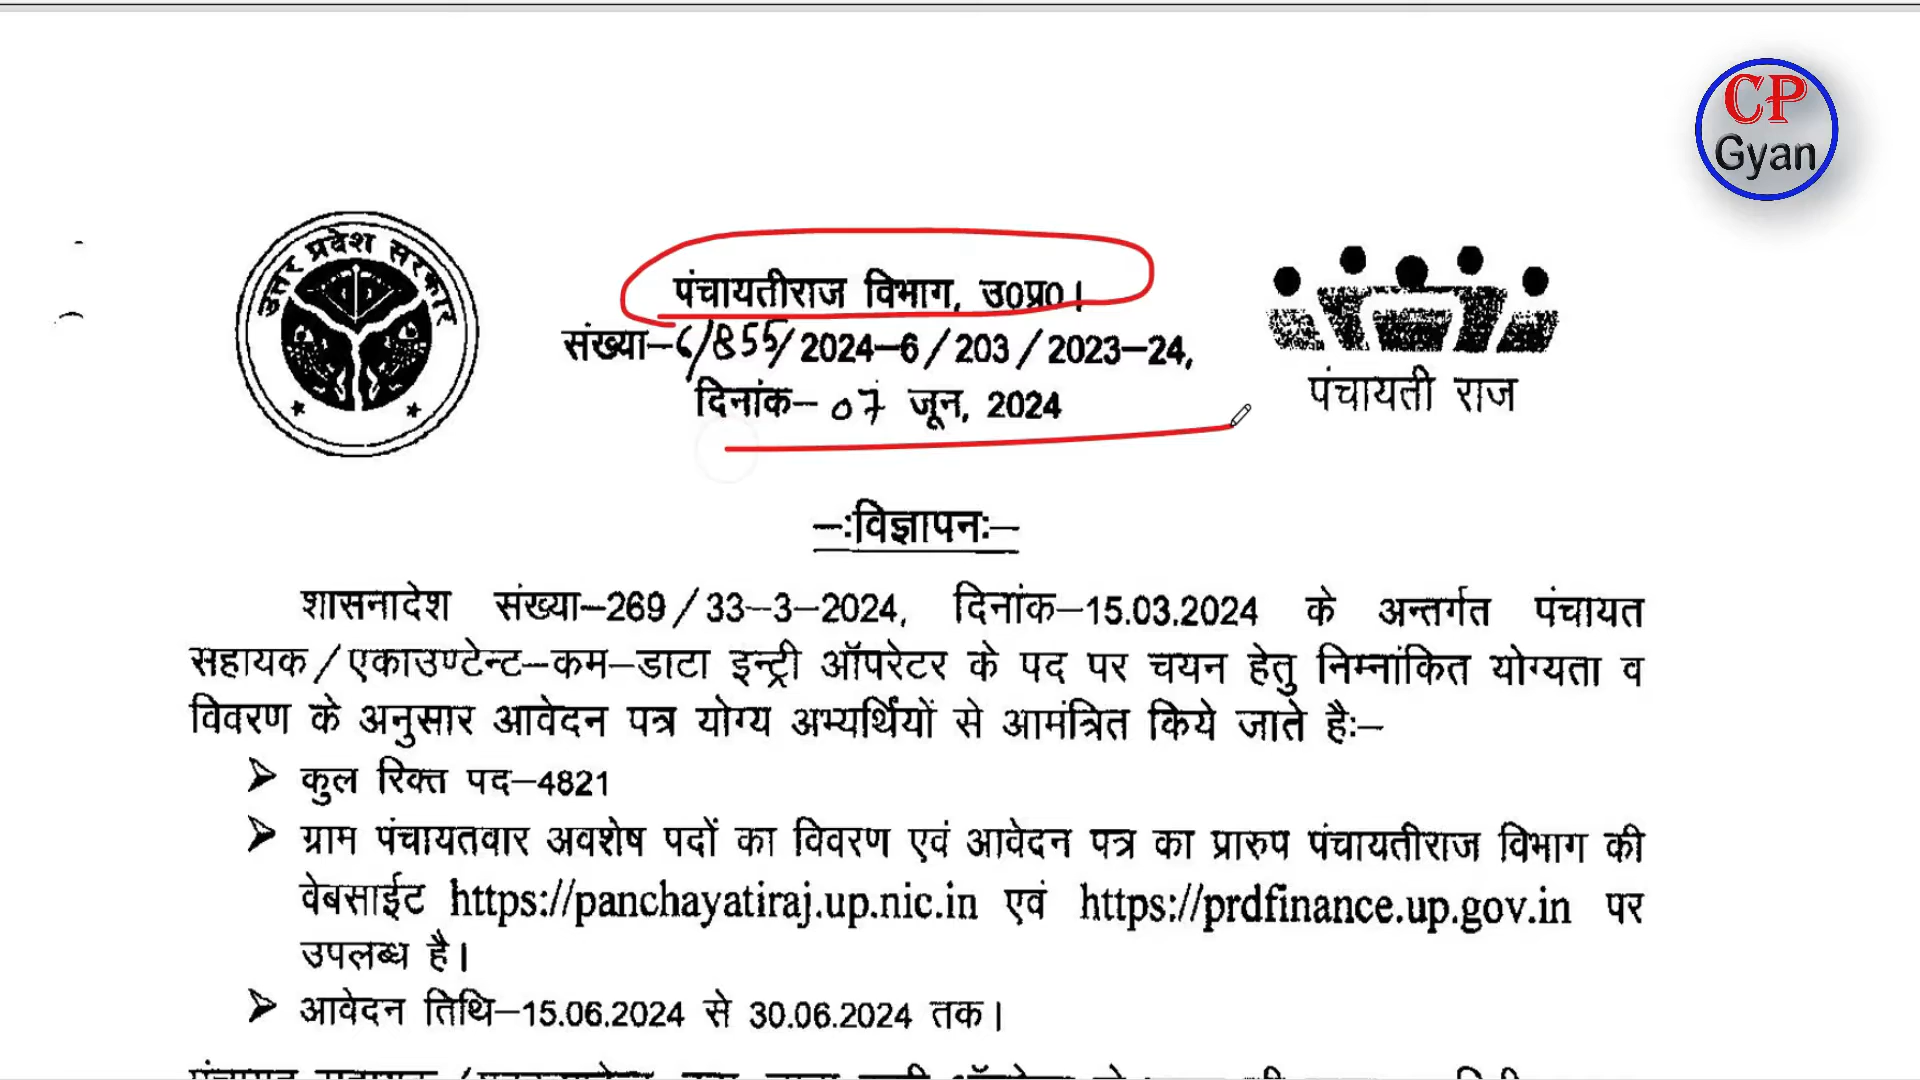 CP
Gyan
उत्तर प्रदेश सरकार
पंचायतीराज विभाग, उ0प्र0।
संख्या-6/855/2024-6/203/2023-24,
दिनांक- 07 जून, 2024
पंचायती राज
-:विज्ञापनः-
शासनादेश संख्या-269/33-3-2024, दिनांक-15.03.2024 के अन्तर्गत पंचायत
सहायक/एकाउण्टेन्ट-कम-डाटा इन्ट्री ऑपरेटर के पद पर चयन हेतु निम्नांकित योग्यता व
विवरण के अनुसार आवेदन पत्र योग्य अभ्यर्थियों से आमंत्रित किये जाते हैः-
➢ कुल रिक्त पद-4821
➢ ग्राम पंचायतवार अवशेष पदों का विवरण एवं आवेदन पत्र का प्रारुप पंचायतीराज विभाग की
वेबसाईट https://panchayatiraj.up.nic.in एवं https://prdfinance.up.gov.in पर
उपलब्ध है।
➢ आवेदन तिथि-15.06.2024 से 30.06.2024 तक।